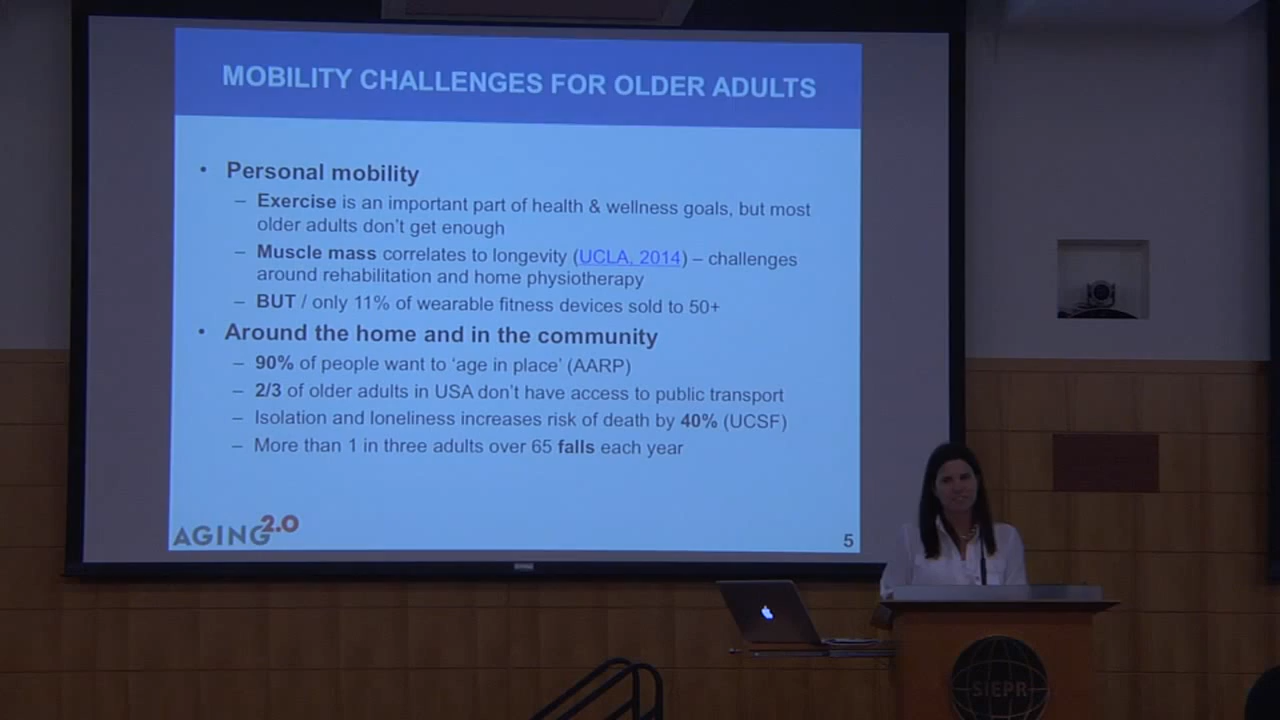 MOBILITY CHALLENGES FOR OLDER ADULTS
• Personal mobility
– Exercise is an important part of health & wellness goals, but most
older adults don't get enough
– Muscle mass correlates to longevity (UCLA, 2014) – challenges
around rehabilitation and home physiotherapy
– BUT / only 11% of wearable fitness devices sold to 50+
• Around the home and in the community
– 90% of people want to 'age in place' (AARP)
– 2/3 of older adults in USA don't have access to public transport
– Isolation and loneliness increases risk of death by 40% (UCSF)
– More than 1 in three adults over 65 falls each year
AGING2.0
5
SIEPR